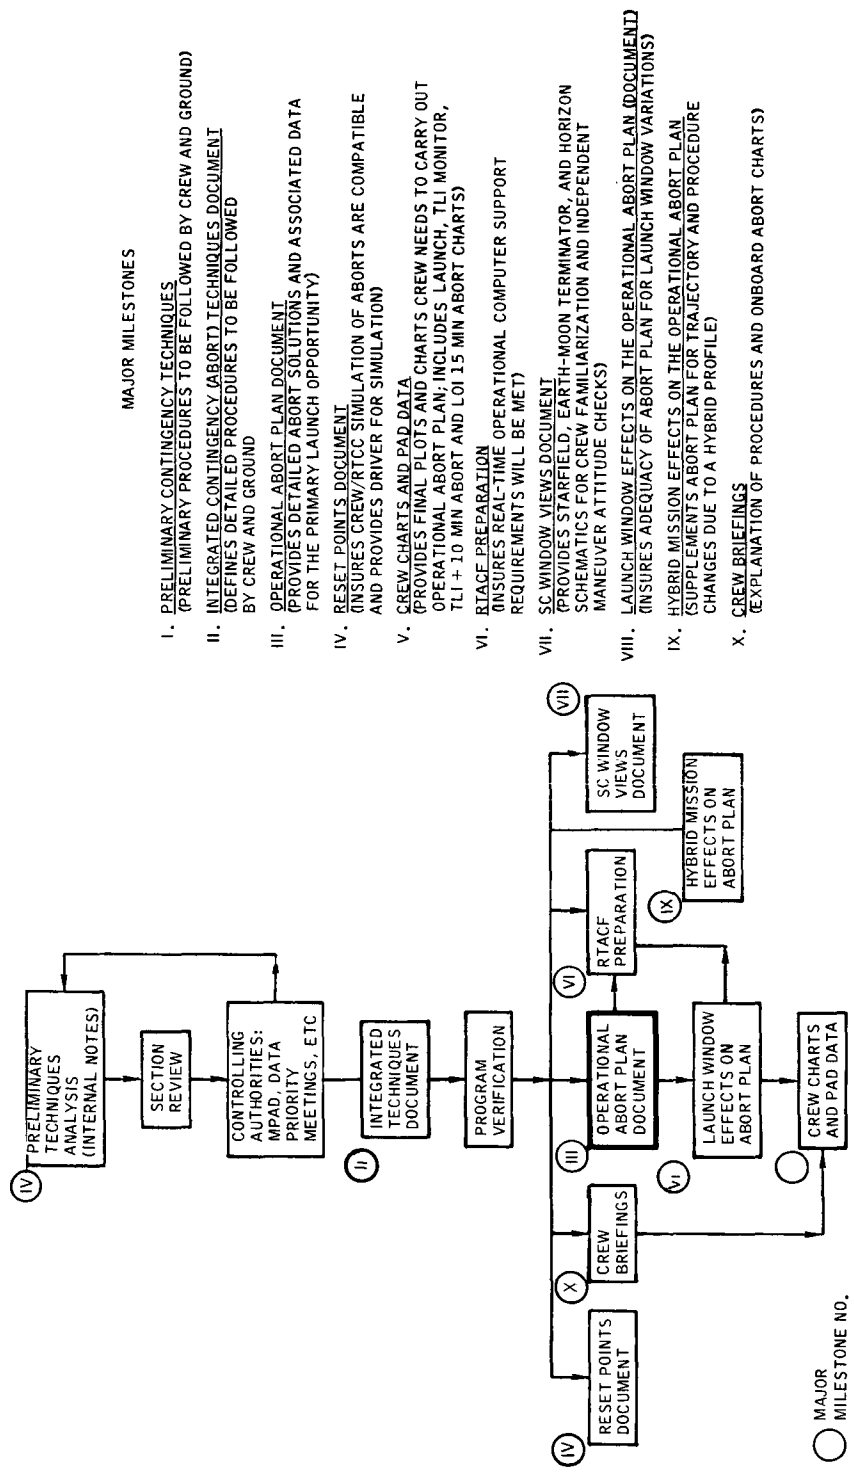 MAJOR MILESTONES
I. PRELIMINARY CONTINGENCY TECHNIQUES
(PRELIMINARY PROCEDURES TO BE FOLLOWED BY CREW AND GROUND)
II. INTEGRATED CONTINGENCY (ABORT) TECHNIQUES DOCUMENT
(DEFINES DETAILED PROCEDURES TO BE FOLLOWED
BY CREW AND GROUND
III. OPERATIONAL ABORT PLAN DOCUMENT
(PROVIDES DETAILED ABORT SOLUTIONS AND ASSOCIATED DATA
FOR THE PRIMARY LAUNCH OPPORTUNITY)
IV. RESET POINTS DOCUMENT
(INSURES CREW/RTCC SIMULATION OF ABORTS ARE COMPATIBLE
AND PROVIDES DRIVER FOR SIMULATION)
V. CREW CHARTS AND PAD DATA
(PROVIDES FINAL PLOTS AND CHARTS CREW NEEDS TO CARRY OUT
OPERATIONAL ABORT PLAN; INCLUDES LAUNCH, TLI MONITOR,
TLI + 10 MIN ABORT AND LOI 15 MIN ABORT CHARTS)
VI. RTACF PREPARATION
(INSURES REAL-TIME OPERATIONAL COMPUTER SUPPORT
REQUIREMENTS WILL BE MET)
VII. SC WINDOW VIEWS DOCUMENT
(PROVIDES STARFIELD, EARTH-MOON TERMINATOR, AND HORIZON
SCHEMATICS FOR CREW FAMILIARIZATION AND INDEPENDENT
MANEUVER ATTITUDE CHECKS)
VIII. LAUNCH WINDOW EFFECTS ON THE OPERATIONAL ABORT PLAN (DOCUMENT)
(INSURES ADEQUACY OF ABORT PLAN FOR LAUNCH WINDOW VARIATIONS)
IX. HYBRID MISSION EFFECTS ON THE OPERATIONAL ABORT PLAN
(SUPPLEMENTS ABORT PLAN FOR TRAJECTORY AND PROCEDURE
CHANGES DUE TO A HYBRID PROFILE)
X. CREW BRIEFINGS
(EXPLANATION OF PROCEDURES AND ONBOARD ABORT CHARTS)
IV
PRELIMINARY
TECHNIQUES
ANALYSIS
(INTERNAL NOTES)
SECTION
REVIEW
CONTROLLING
AUTHORITIES:
MPAD, DATA
PRIORITY
MEETINGS, ETC
II
INTEGRATED
TECHNIQUES
DOCUMENT
PROGRAM
VERIFICATION
IV
RESET POINTS
DOCUMENT
X
CREW
BRIEFINGS
III
OPERATIONAL
ABORT PLAN
DOCUMENT
VI
RTACF
PREPARATION
VII
SC WINDOW
VIEWS
DOCUMENT
VI
LAUNCH WINDOW
EFFECTS ON
ABORT PLAN
IX
HYBRID MISSION
EFFECTS ON
ABORT PLAN
CREW CHARTS
AND PAD DATA
MAJOR
MILESTONE NO.